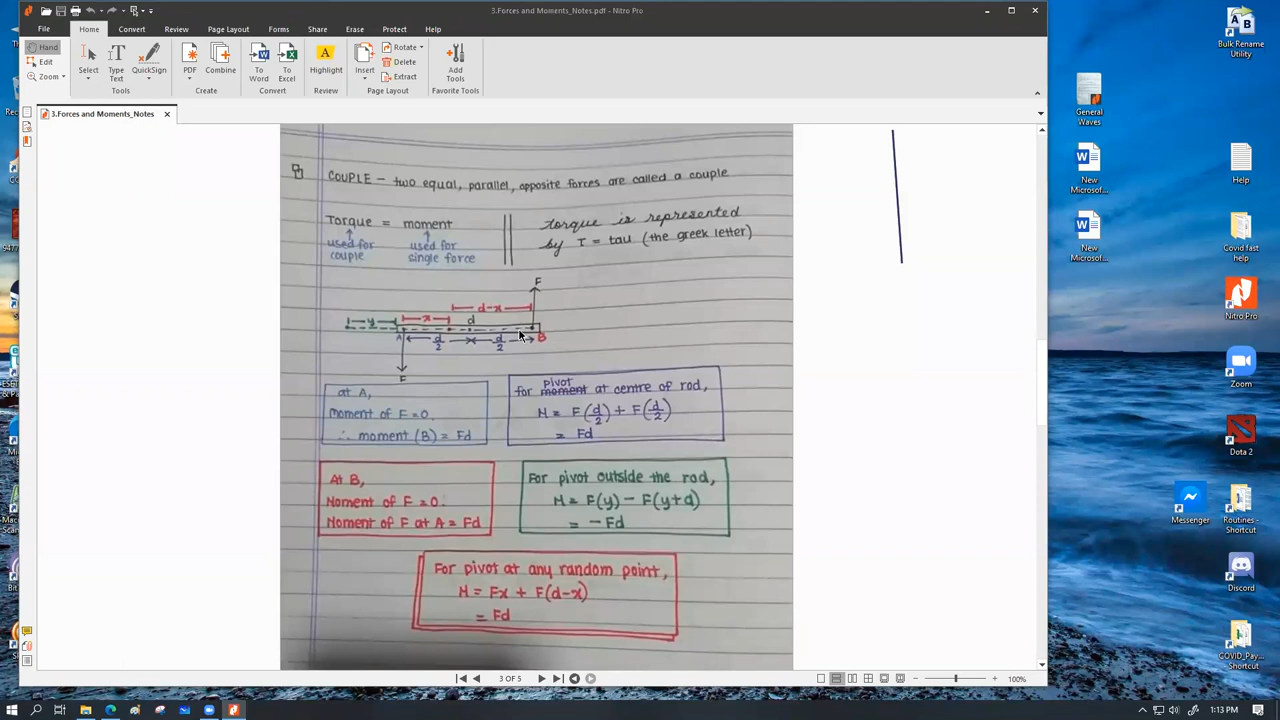 3.Forces and Moments_Notes.pdf - Nitro Pro
File Home Convert Review Page Layout Forms Share Erase Protect Help
Hand
Edit
Zoom
Select
Type Text
QuickSign
Tools
PDF
Combine
Create
To Word
To Excel
Convert
Highlight
Review
Insert
Rotate
Delete
Extract
Page Layout
Add Tools
Favorite Tools
3.Forces and Moments_Notes
COUPLE - two equal, parallel, opposite forces are called a couple
Torque = moment
used for couple
used for single force
torque is represented
by τ = tau (the greek letter)
F
d-x
y x d
A d/2 d/2 B
F
at A,
moment of F = 0.
∴ moment (B) = Fd
pivot
for moment at centre of rod,
M = F(d/2) + F(d/2)
= Fd
At B,
Moment of F = 0.
Moment of F at A = Fd
For pivot outside the rod,
M = F(y) - F(y+d)
= -Fd
For pivot at any random point,
M = Fx + F(d-x)
= Fd
3 OF 5
100%
Bulk Rename Utility
General Waves
New Microsof...
Help
New Microsof...
Covid fast help
Nitro Pro
Zoom
Dota 2
Messenger
Routines - Shortcut
Discord
COVID_Pay... - Shortcut
1:13 PM